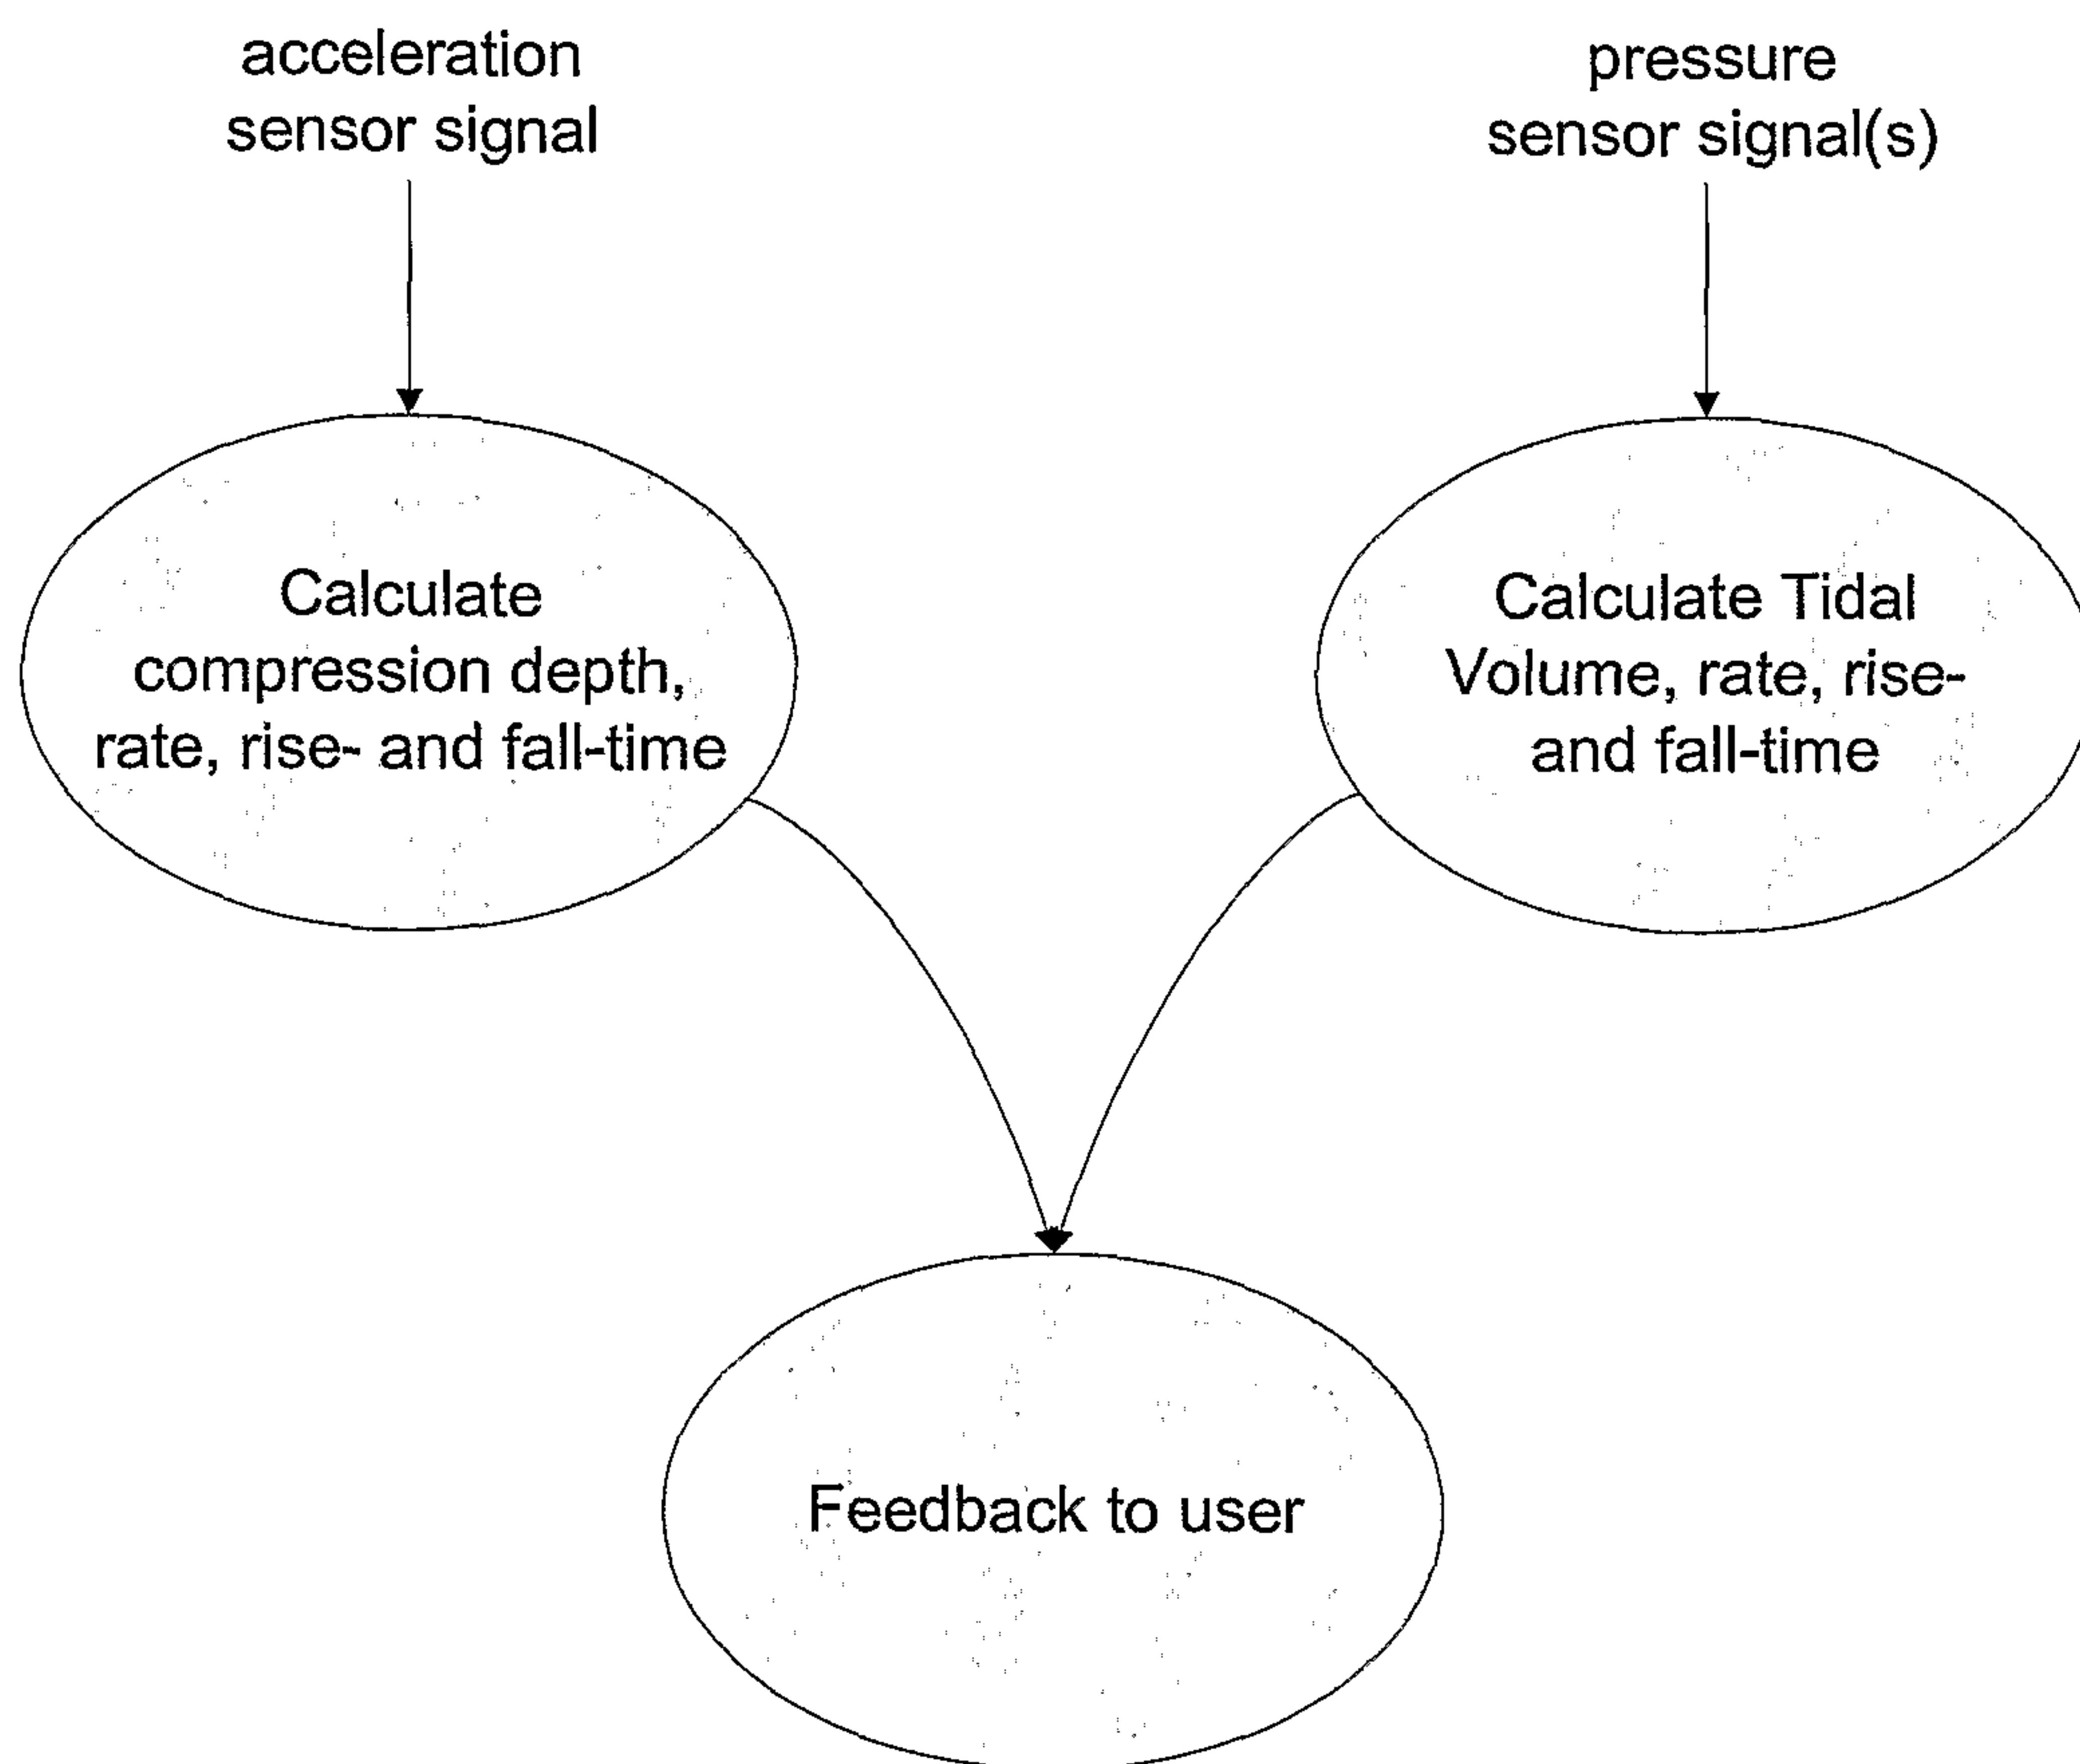 acceleration
sensor signal
pressure
sensor signal(s)
Calculate
compression depth,
rate, rise- and fall-time
Calculate Tidal
Volume, rate, rise-
and fall-time
Feedback to user